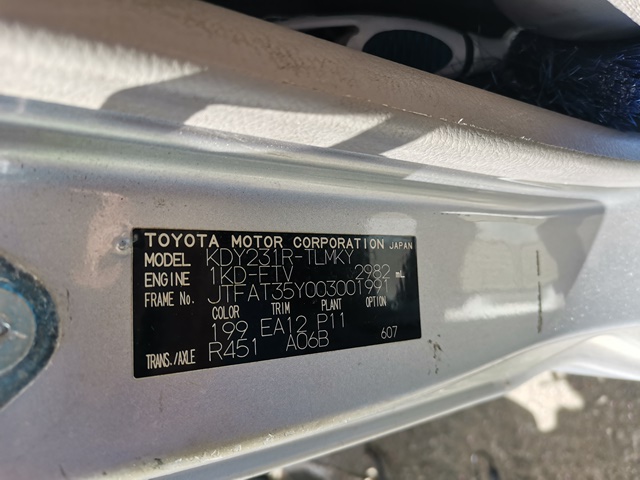 TOYOTA MOTOR CORPORATION JAPAN
MODEL KDY231R-TLMKY
ENGINE 1KD-FTV 2982 mL
FRAME NO. JTFAT35Y003001991
COLOR TRIM PLANT OPTION
199 EA12 P11
TRANS./AXLE R451 A06B 607